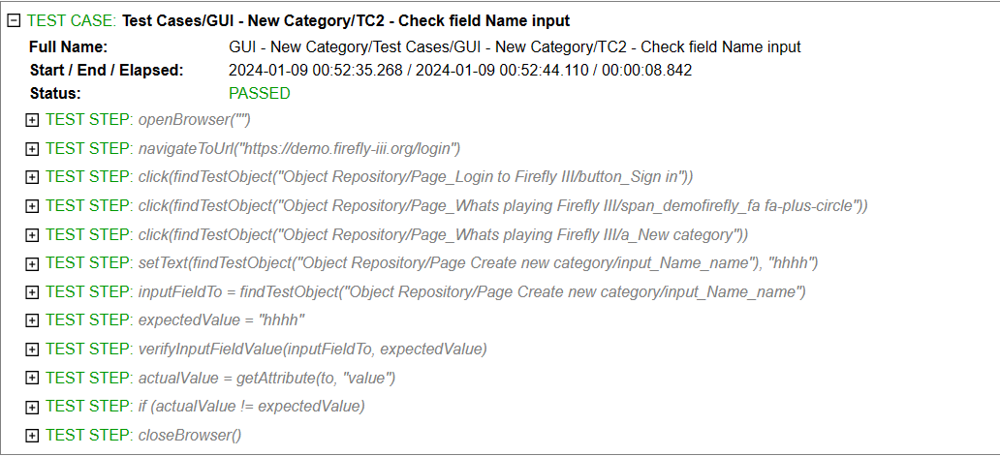 TEST CASE: Test Cases/GUI - New Category/TC2 - Check field Name input
Full Name: GUI - New Category/Test Cases/GUI - New Category/TC2 - Check field Name input
Start / End / Elapsed: 2024-01-09 00:52:35.268 / 2024-01-09 00:52:44.110 / 00:00:08.842
Status: PASSED
TEST STEP: openBrowser("")
TEST STEP: navigateToUrl("https://demo.firefly-iii.org/login")
TEST STEP: click(findTestObject("Object Repository/Page_Login to Firefly III/button_Sign in"))
TEST STEP: click(findTestObject("Object Repository/Page_Whats playing Firefly III/span_demofirefly_fa fa-plus-circle"))
TEST STEP: click(findTestObject("Object Repository/Page_Whats playing Firefly III/a_New category"))
TEST STEP: setText(findTestObject("Object Repository/Page Create new category/input_Name_name"), "hhhh")
TEST STEP: inputFieldTo = findTestObject("Object Repository/Page Create new category/input_Name_name")
TEST STEP: expectedValue = "hhhh"
TEST STEP: verifyInputFieldValue(inputFieldTo, expectedValue)
TEST STEP: actualValue = getAttribute(to, "value")
TEST STEP: if (actualValue != expectedValue)
TEST STEP: closeBrowser()